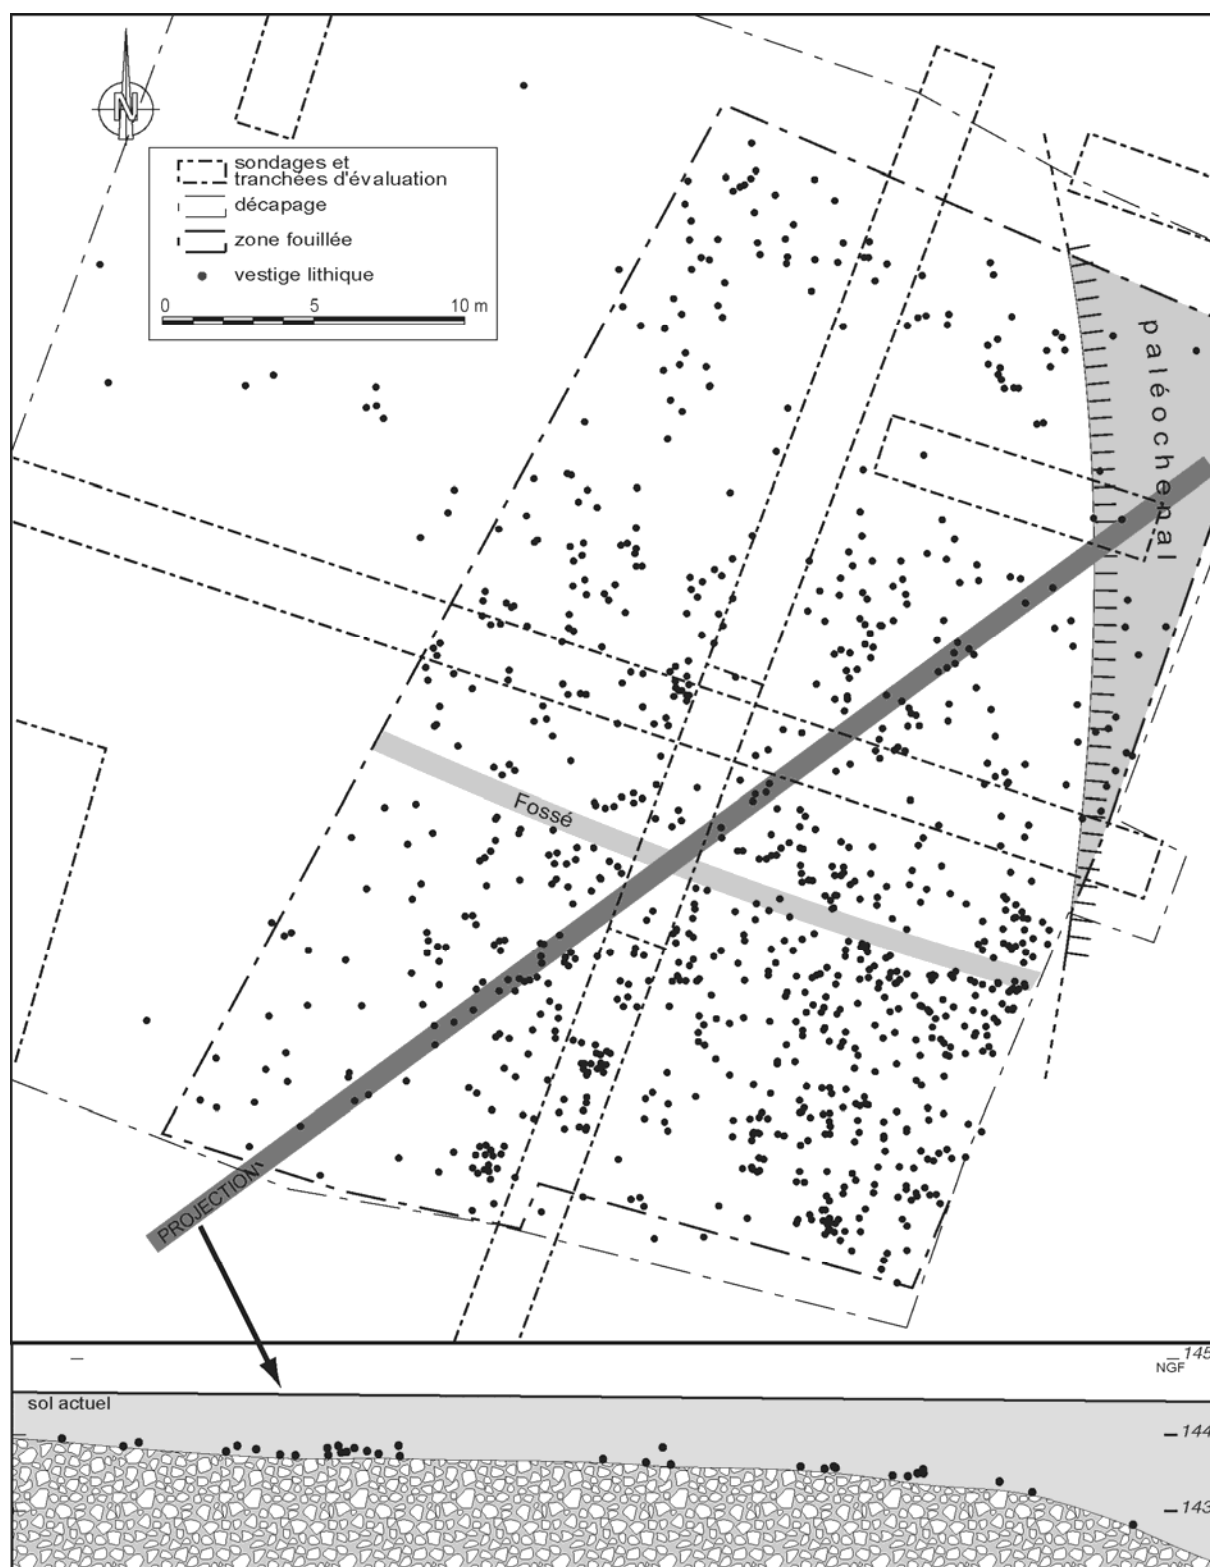 N
sondages et
tranchées d'évaluation
décapage
zone fouillée
vestige lithique
0 5 10 m
paléochenal
Fossé
PROJECTION
145
NGF
sol actuel
144
143